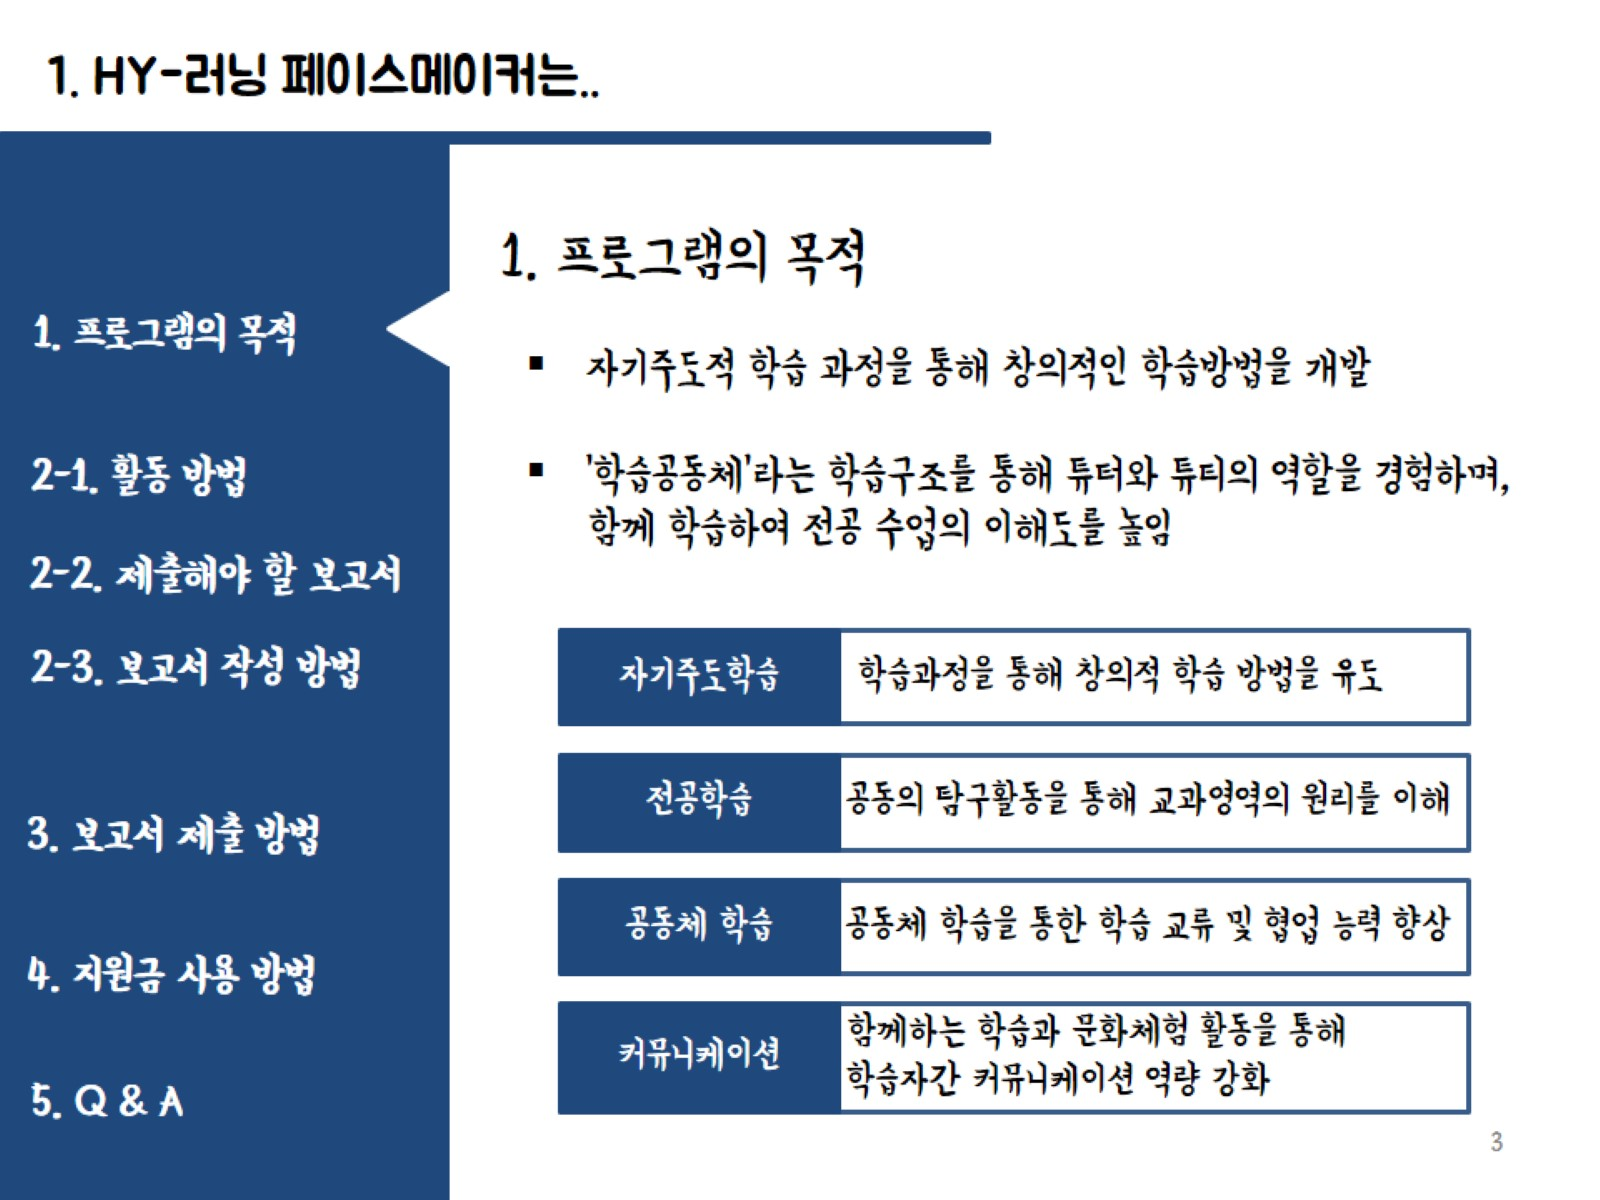 1. HY-러닝 페이스메이커는..
1. 프로그램의 목적
2-1. 활동 방법
2-2. 제출해야 할 보고서
2-3. 보고서 작성 방법
3. 보고서 제출 방법
4. 지원금 사용 방법
5. Q & A
1. 프로그램의 목적
▪ 자기주도적 학습 과정을 통해 창의적인 학습방법을 개발
▪ '학습공동체'라는 학습구조를 통해 튜터와 튜티의 역할을 경험하며,
함께 학습하여 전공 수업의 이해도를 높임
자기주도학습 학습과정을 통해 창의적 학습 방법을 유도
전공학습 공동의 탐구활동을 통해 교과영역의 원리를 이해
공동체 학습 공동체 학습을 통한 학습 교류 및 협업 능력 향상
커뮤니케이션 함께하는 학습과 문화체험 활동을 통해
학습자간 커뮤니케이션 역량 강화
3